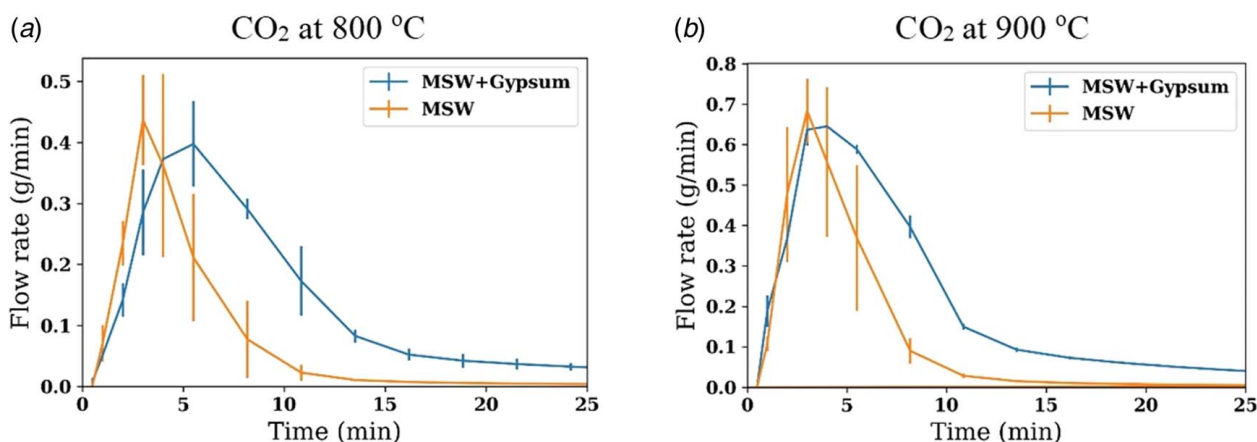 (a)
CO₂ at 800 °C
Flow rate (g/min)
0.5
0.4
0.3
0.2
0.1
0.0
MSW+Gypsum
MSW
0 5 10 15 20 25
Time (min)
(b)
CO₂ at 900 °C
Flow rate (g/min)
0.8
0.7
0.6
0.5
0.4
0.3
0.2
0.1
0.0
MSW+Gypsum
MSW
0 5 10 15 20 25
Time (min)